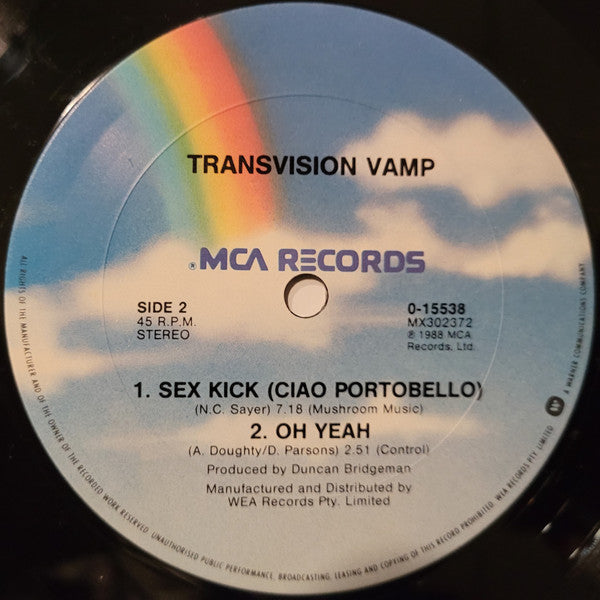 TRANSVISION VAMP
® MCA RECORDS
SIDE 2
45 R.P.M.
STEREO
0-15538
MX302372
℗ 1988 MCA
Records, Ltd.
1. SEX KICK (CIAO PORTOBELLO)
(N.C. Sayer) 7.18 (Mushroom Music)
2. OH YEAH
(A. Doughty/D. Parsons) 2.51 (Control)
Produced by Duncan Bridgeman
Manufactured and Distributed by
WEA Records Pty. Limited
ALL RIGHTS OF THE MANUFACTURER AND OF THE OWNER OF THE RECORDED WORK RESERVED. UNAUTHORISED PUBLIC PERFORMANCE, BROADCASTING, LEASING AND COPYING OF THIS RECORD PROHIBITED. WEA RECORDS PTY. LIMITED
A WARNER COMMUNICATIONS COMPANY.